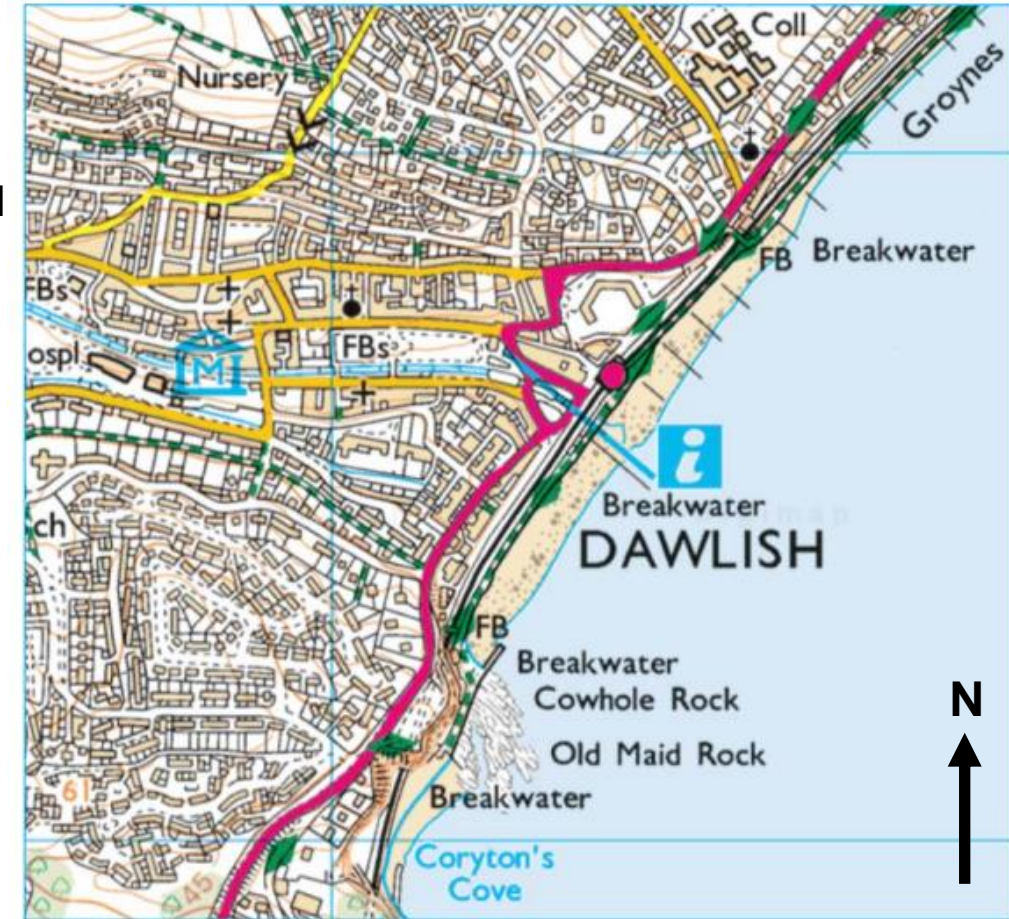 Coll
Nursery
Groynes
FB
Breakwater
FBs
ospl
M
FBs
i
Breakwater
DAWLISH
ch
FB
Breakwater
Cowhole Rock
N
Old Maid Rock
61
Breakwater
Coryton's
Cove
45